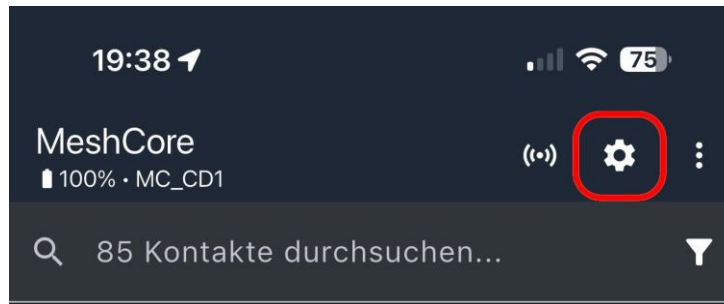 19:38
75
MeshCore
100% • MC_CD1
85 Kontakte durchsuchen...